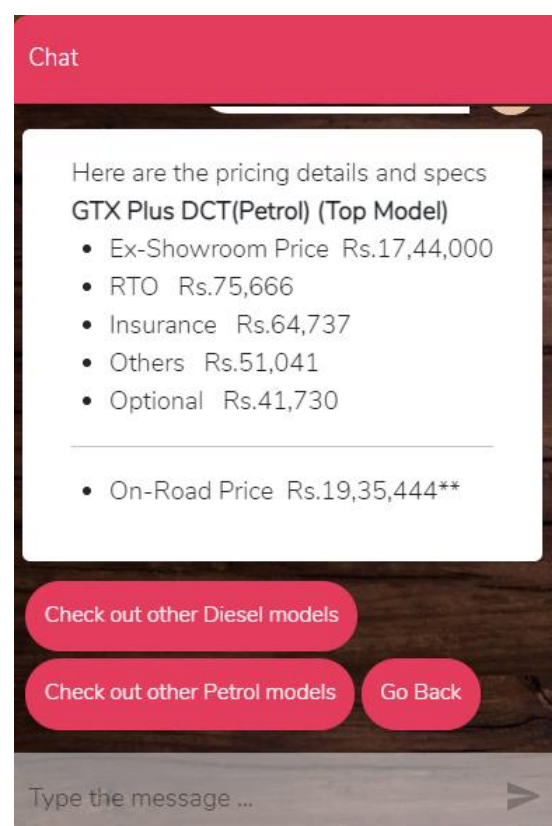 Chat
Here are the pricing details and specs
GTX Plus DCT(Petrol) (Top Model)
• Ex-Showroom Price Rs.17,44,000
• RTO Rs.75,666
• Insurance Rs.64,737
• Others Rs.51,041
• Optional Rs.41,730
• On-Road Price Rs.19,35,444**
Check out other Diesel models
Check out other Petrol models
Go Back
Type the message ...